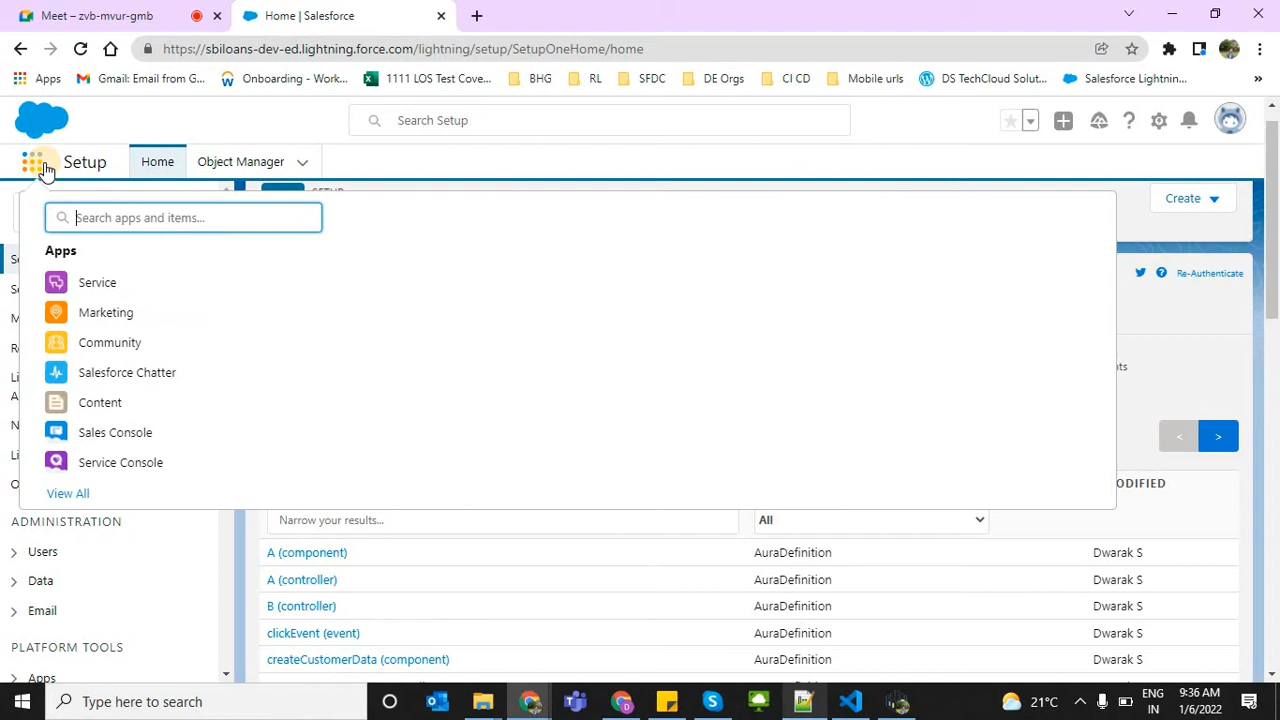 Meet – zvb-mvur-gmb
Home | Salesforce
https://sbiloans-dev-ed.lightning.force.com/lightning/setup/SetupOneHome/home
Apps
Gmail: Email from G...
Onboarding - Work...
1111 LOS Test Cove...
BHG
RL
SFDC
DE Orgs
CI CD
Mobile urls
DS TechCloud Solut...
Salesforce Lightnin...
»
Search Setup
Setup
Home
Object Manager
Search apps and items...
Create
Apps
Re-Authenticate
Service
Marketing
Community
Salesforce Chatter
Content
Sales Console
Service Console
View All
<
>
ODIFIED
ADMINISTRATION
Users
Data
Email
PLATFORM TOOLS
Apps
Narrow your results...
All
A (component) AuraDefinition Dwarak S
A (controller) AuraDefinition Dwarak S
B (controller) AuraDefinition Dwarak S
clickEvent (event) AuraDefinition Dwarak S
createCustomerData (component) AuraDefinition Dwarak S
Type here to search
21°C
ENG
IN
9:36 AM
1/6/2022